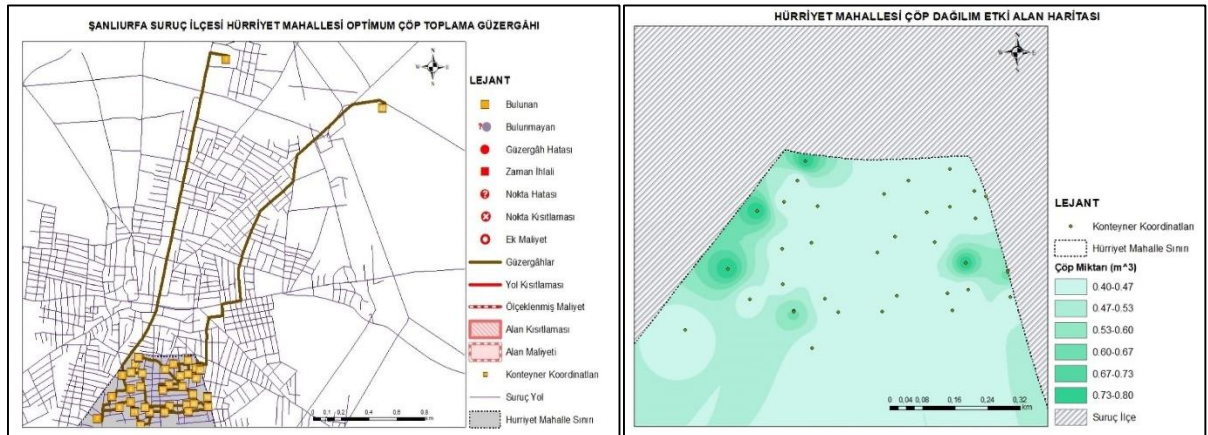 ŞANLIURFA SURUÇ İLÇESİ HÜRRİYET MAHALLESİ OPTİMUM ÇÖP TOPLAMA GÜZERGÂHI
N
W
E
S
LEJANT
Bulunan
Bulunmayan
Güzergâh Hatası
Zaman İhlali
Nokta Hatası
Nokta Kısıtlaması
Ek Maliyet
Güzergâhlar
Yol Kısıtlaması
Ölçeklenmiş Maliyet
Alan Kısıtlaması
Alan Maliyeti
Konteyner Koordinatları
Suruç Yol
Hürriyet Mahalle Sınırı
0 0,1 0,2 0,4 0,6 0,8
km
HÜRRİYET MAHALLESİ ÇÖP DAĞILIM ETKİ ALAN HARİTASI
N
W
E
S
LEJANT
Konteyner Koordinatları
Hürriyet Mahalle Sınırın
Çöp Miktarı (m^3)
0.40-0.47
0.47-0.53
0.53-0.60
0.60-0.67
0.67-0.73
0.73-0.80
Suruç İlçe
0 0,04 0,08 0,16 0,24 0,32
km